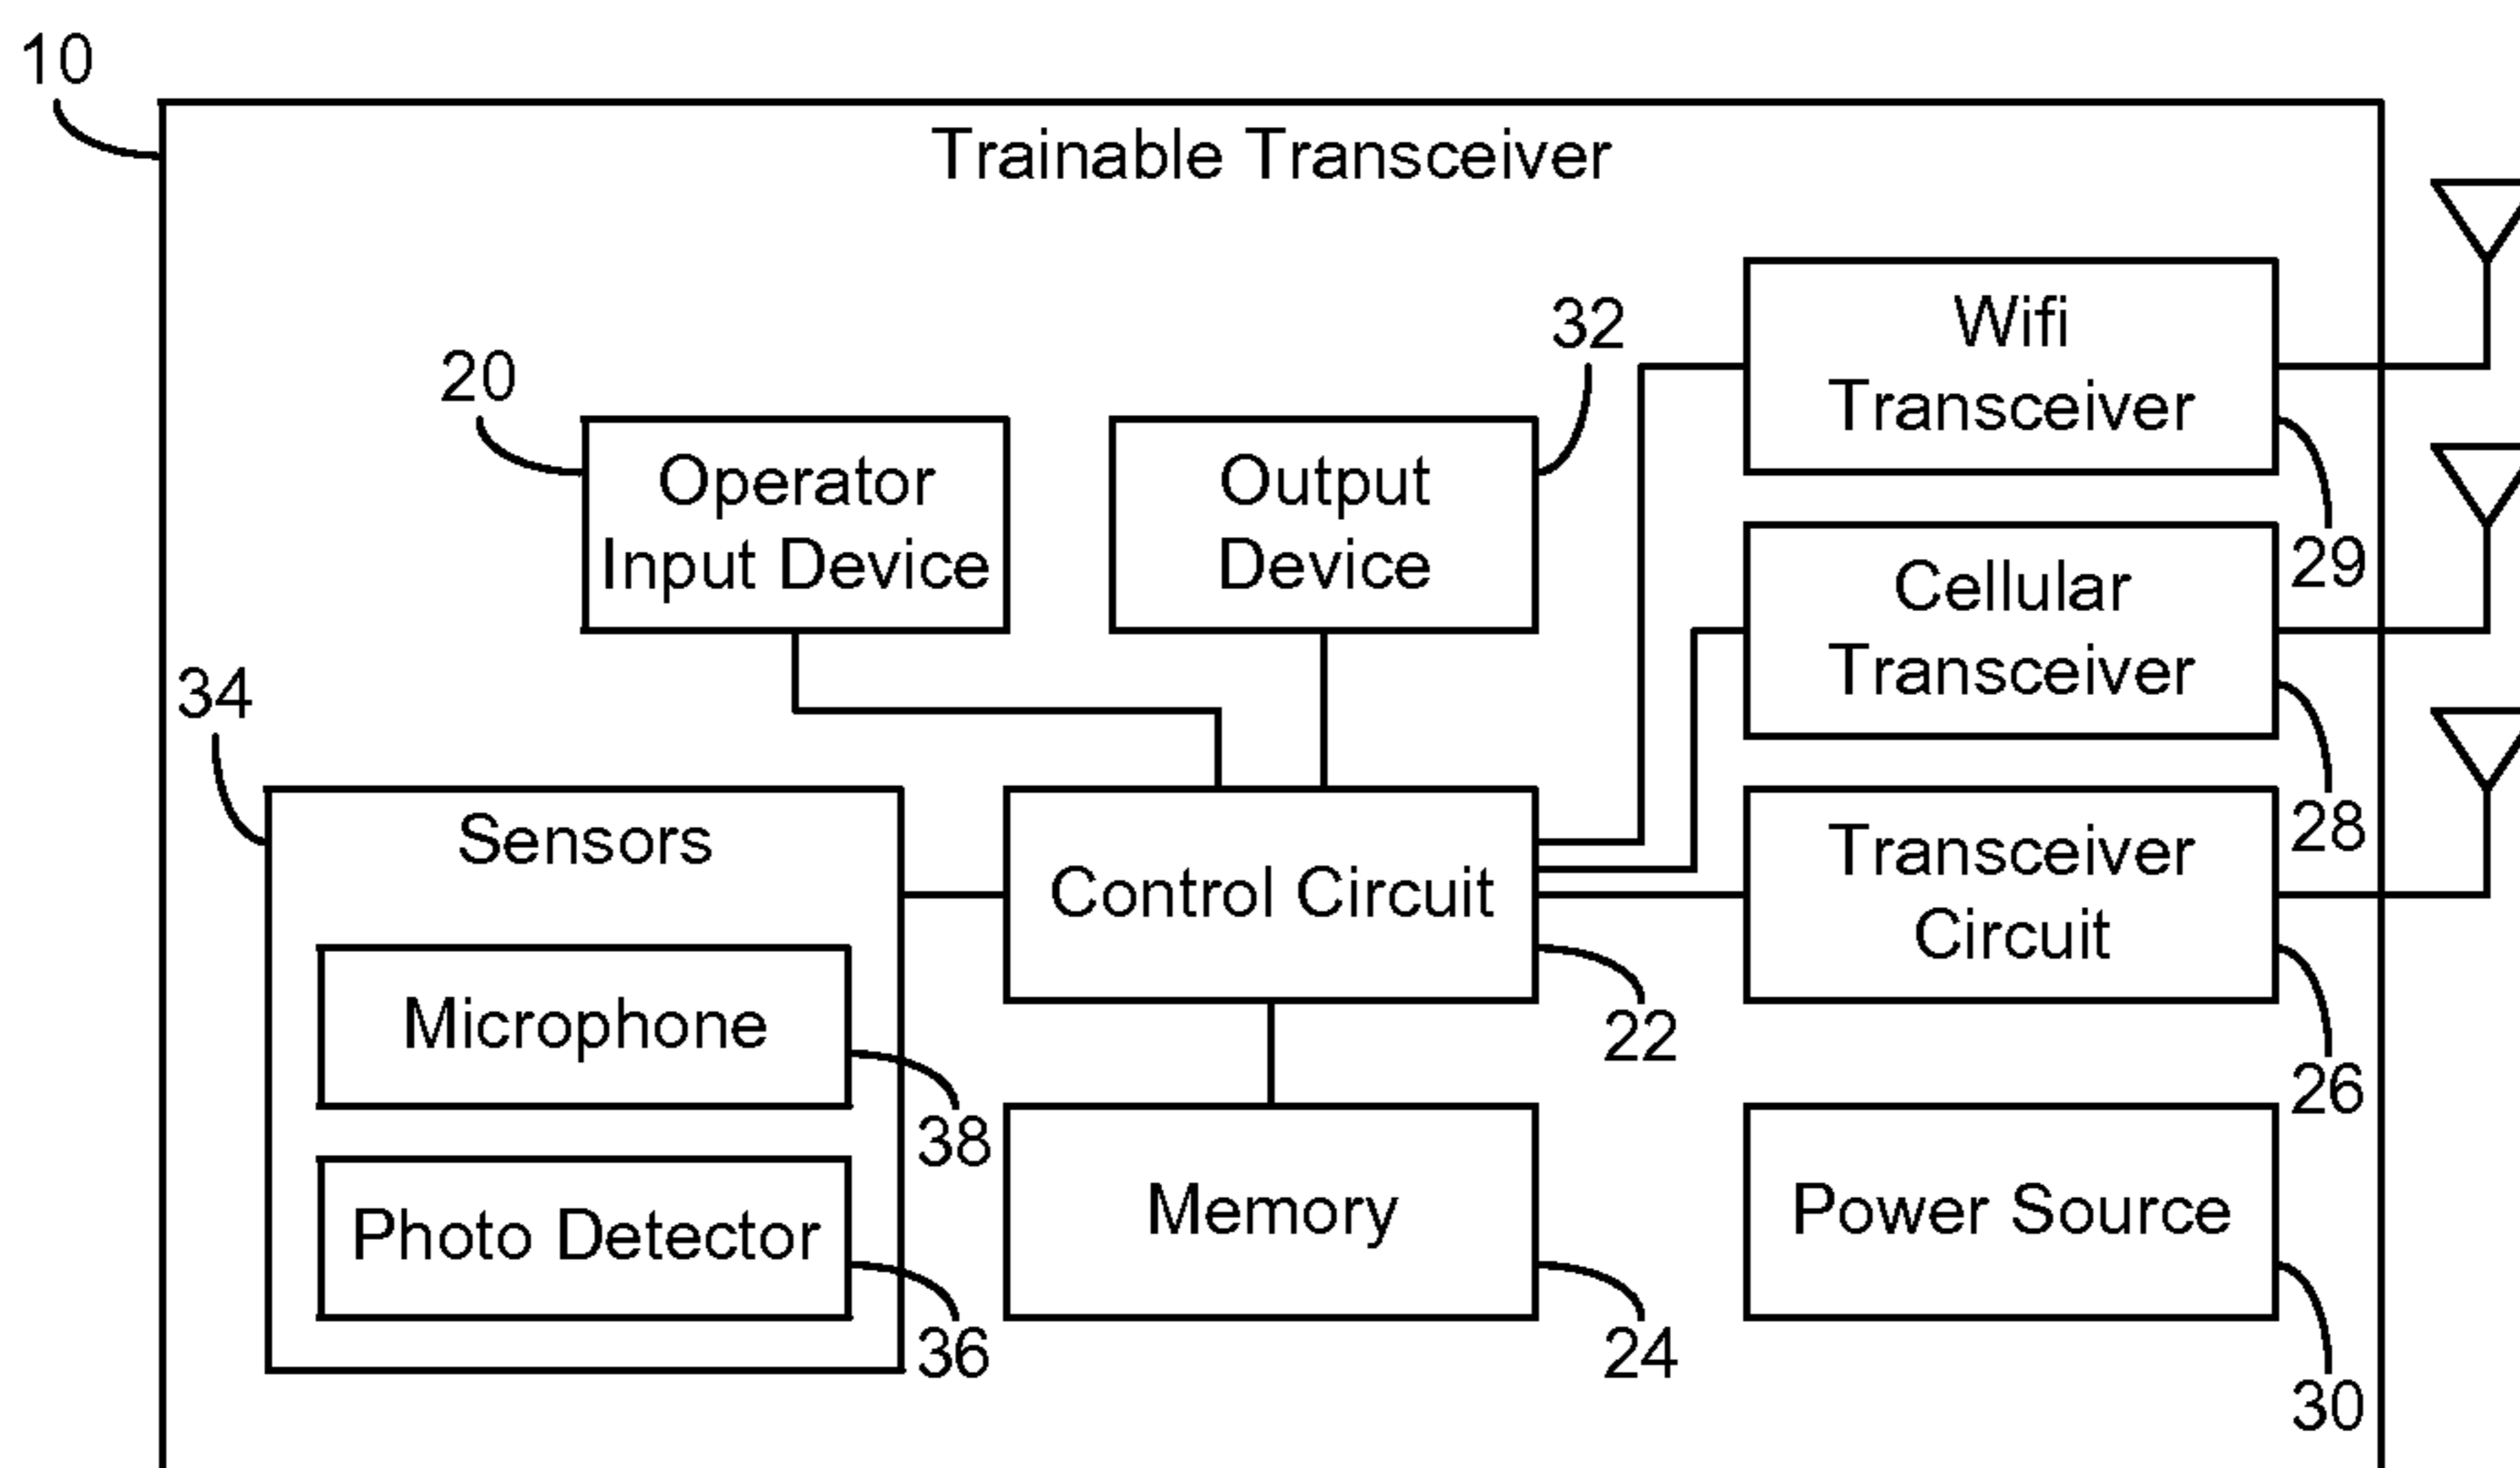 10
Trainable Transceiver
Wifi
Transceiver
29
32
20
Operator
Input Device
Output
Device
Cellular
Transceiver
28
34
Sensors
Microphone
38
Photo Detector
36
Control Circuit
22
Transceiver
Circuit
26
Memory
24
Power Source
30